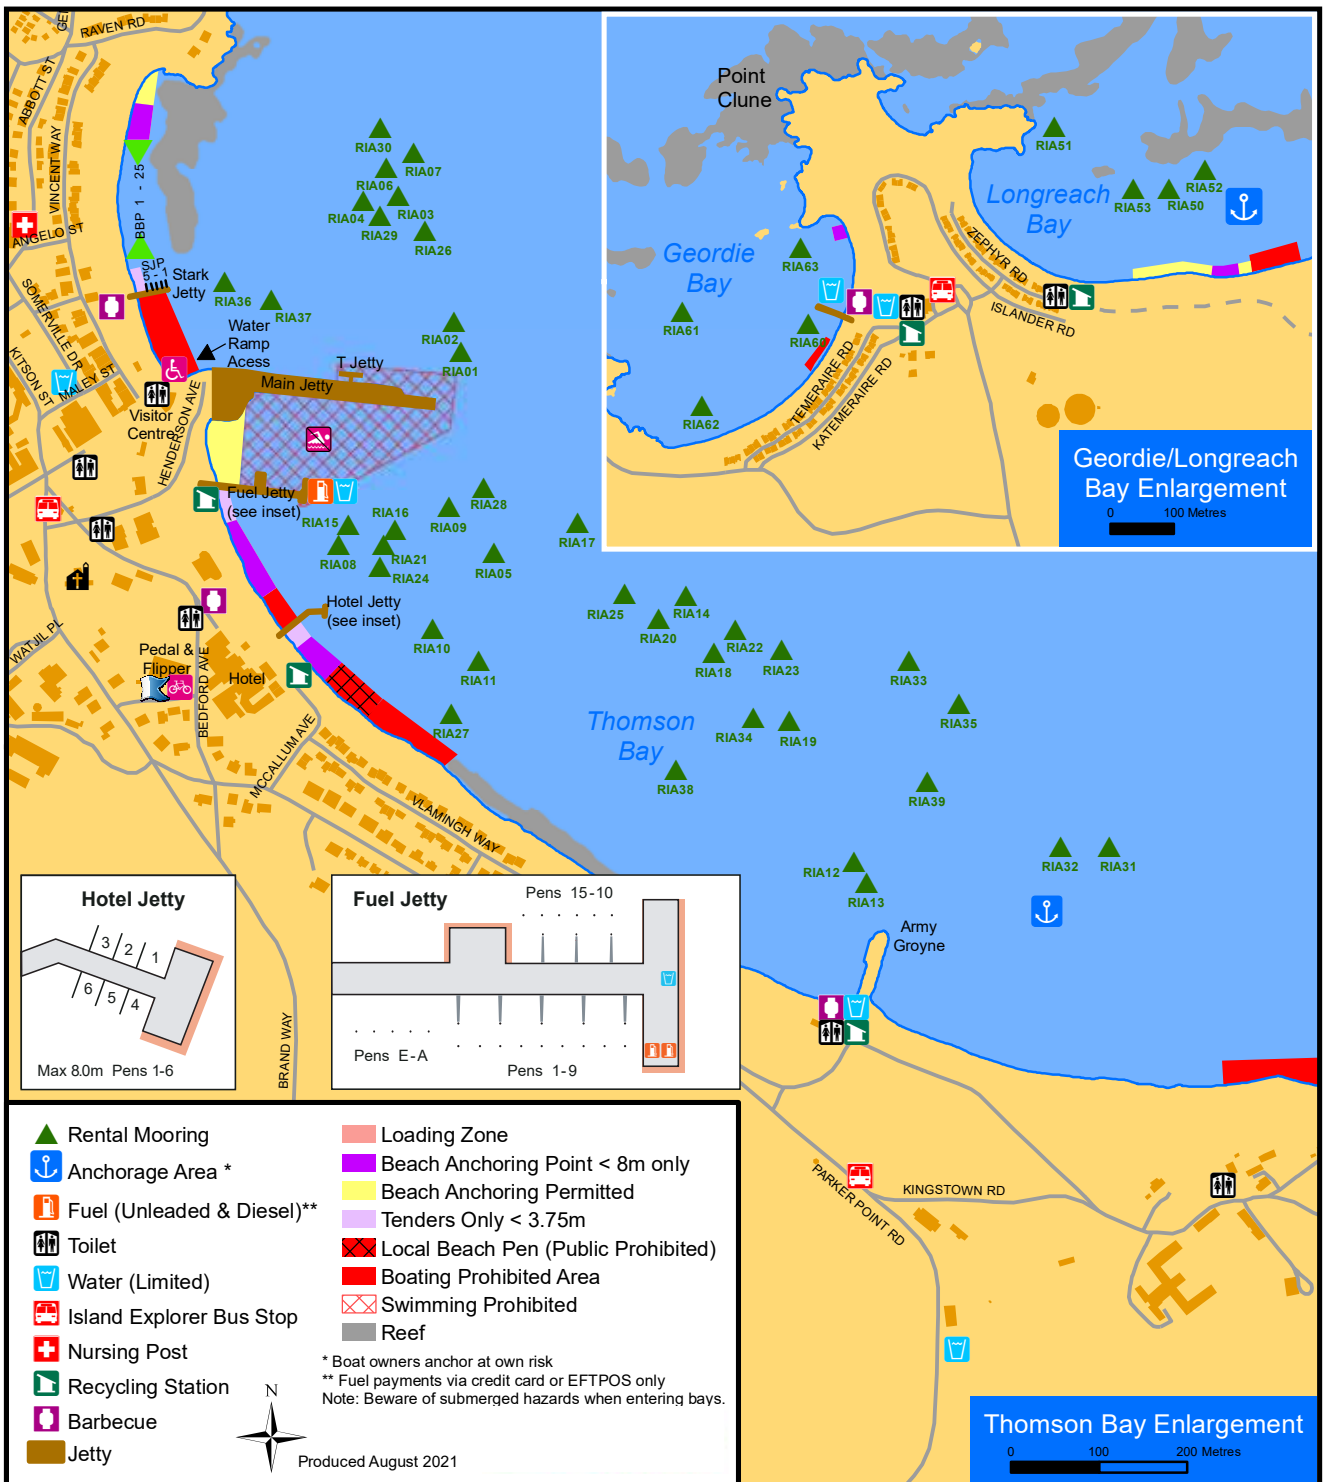 RAVEN RD
GE
ABBOTT ST
VINCENT WAY
ANGELO ST
SOMERVILLE DR
KITSON ST
MALEY ST
BBP 1 - 25
SJP
5 - 1
Stark
Jetty
RIA30
RIA07
RIA06
RIA04
RIA03
RIA29
RIA26
RIA36
RIA37
RIA02
RIA01
Water
Ramp
Acess
T Jetty
Main Jetty
Visitor
Centre
HENDERSON AVE
Fuel Jetty
(see inset)
RIA15
RIA16
RIA09
RIA28
RIA08
RIA21
RIA24
RIA05
RIA17
Hotel Jetty
(see inset)
RIA10
RIA11
RIA27
RIA25
RIA14
RIA20
RIA22
RIA18
RIA23
RIA33
RIA35
RIA34
RIA19
RIA38
RIA39
RIA12
RIA13
RIA32
RIA31
Thomson
Bay
Army
Groyne
WATJIL PL
Pedal &
Flipper
Hotel
BEDFORD AVE
MCCALLUM AVE
VLAMINGH WAY
BRAND WAY
PARKER POINT RD
KINGSTOWN RD
Point
Clune
Geordie
Bay
Longreach
Bay
RIA51
RIA52
RIA53
RIA50
RIA63
RIA61
RIA60
RIA62
ZEPHYR RD
ISLANDER RD
TEMERAIRE RD
KATEMERAIRE RD
Geordie/Longreach
Bay Enlargement
0 100 Metres
Hotel Jetty
3 2 1
6 5 4
Max 8.0m Pens 1-6
Fuel Jetty
Pens 15-10
Pens E-A
Pens 1-9
Rental Mooring
Anchorage Area *
Fuel (Unleaded & Diesel)**
Toilet
Water (Limited)
Island Explorer Bus Stop
Nursing Post
Recycling Station
Barbecue
Jetty
Loading Zone
Beach Anchoring Point < 8m only
Beach Anchoring Permitted
Tenders Only < 3.75m
Local Beach Pen (Public Prohibited)
Boating Prohibited Area
Swimming Prohibited
Reef
* Boat owners anchor at own risk
** Fuel payments via credit card or EFTPOS only
Note: Beware of submerged hazards when entering bays.
N
Produced August 2021
Thomson Bay Enlargement
0 100 200 Metres